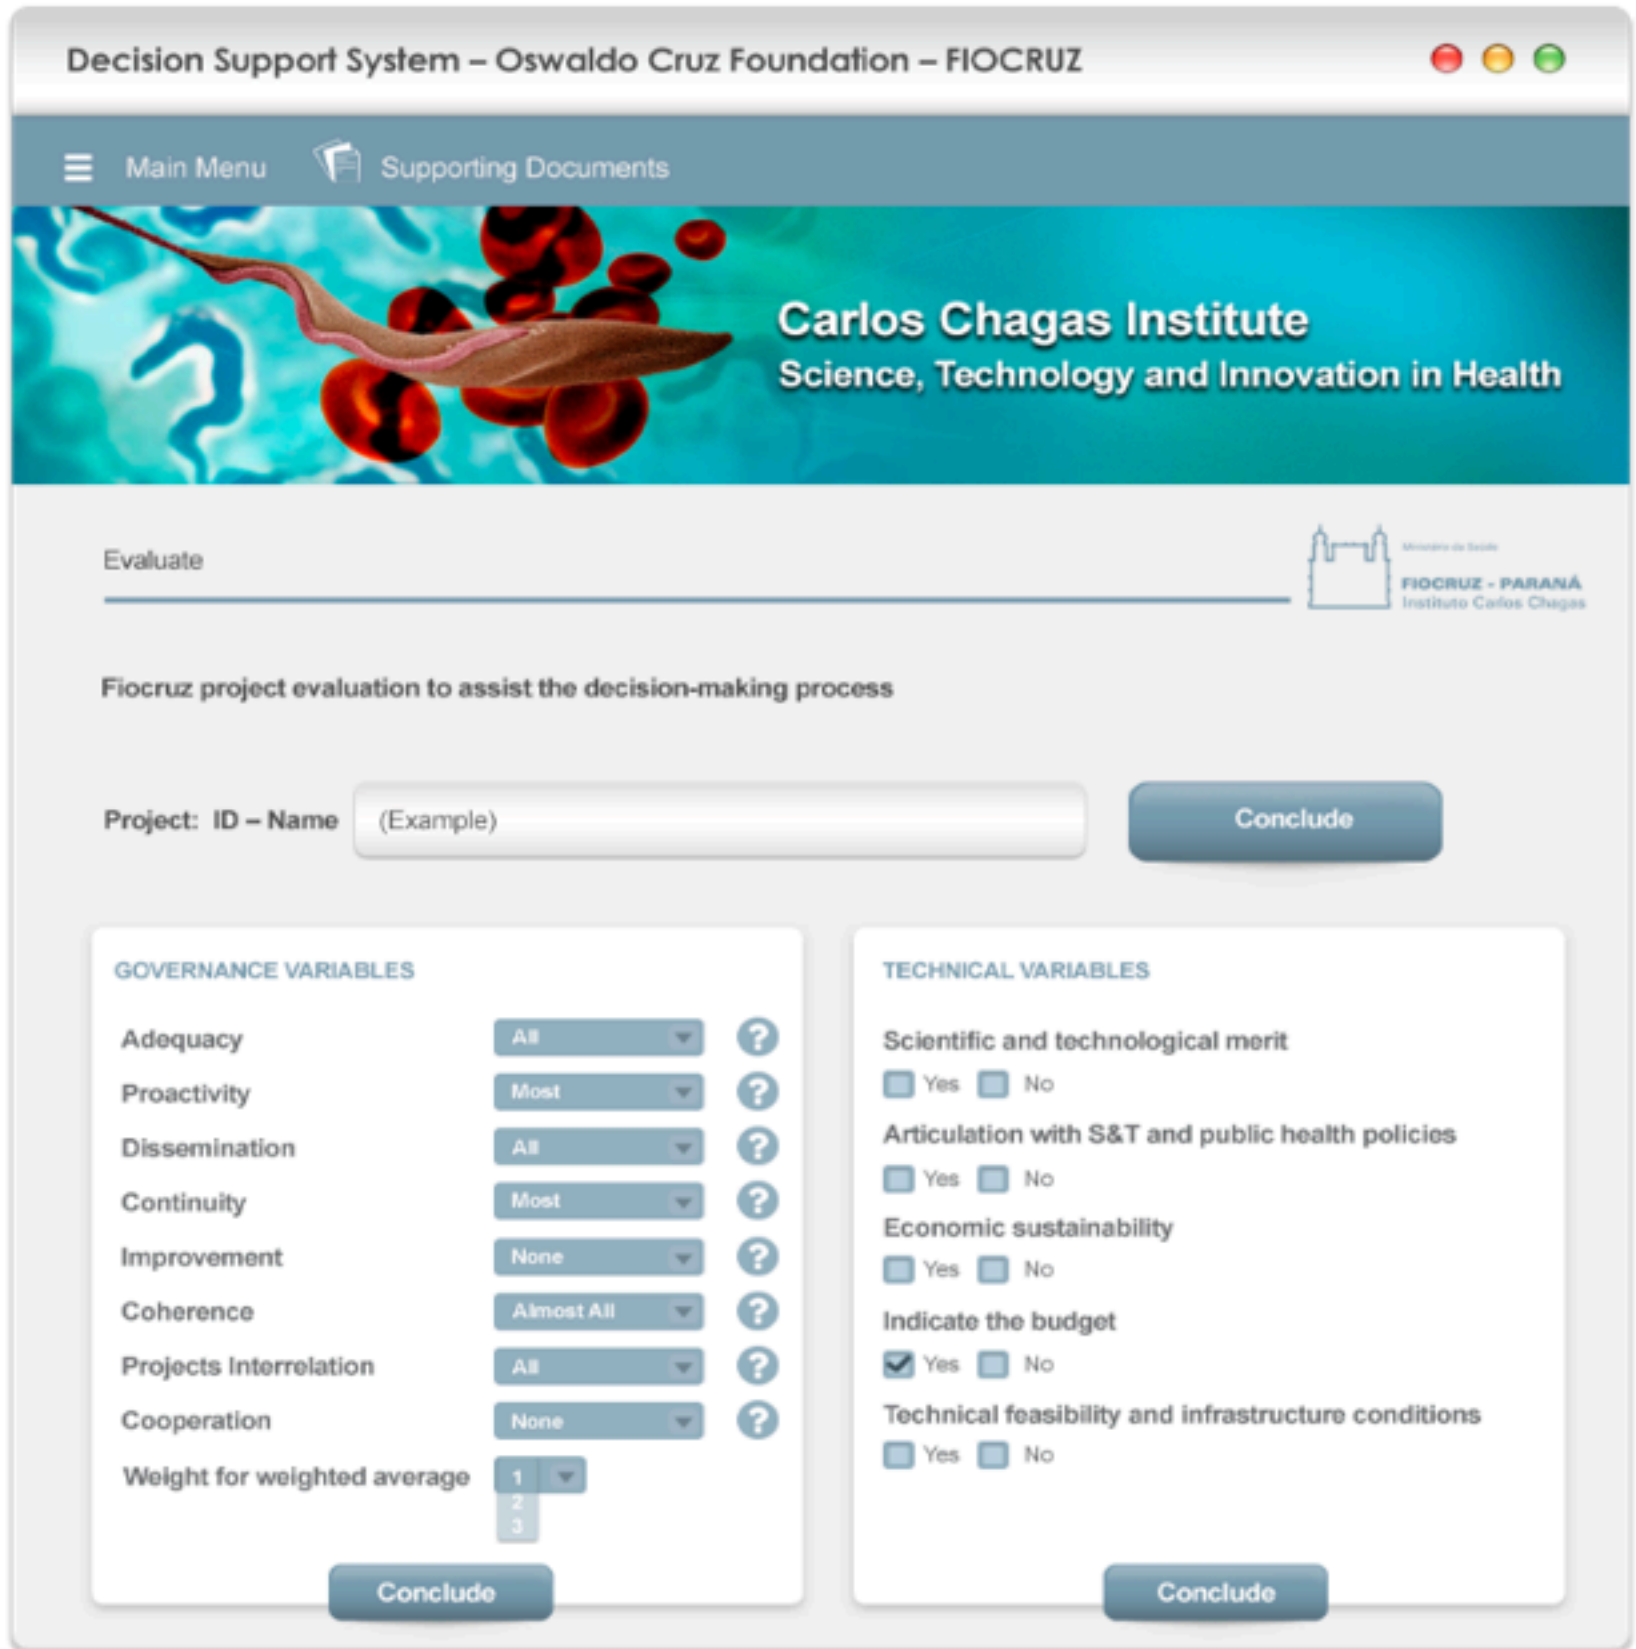 Decision Support System – Oswaldo Cruz Foundation – FIOCRUZ
Main Menu Supporting Documents
Carlos Chagas Institute
Science, Technology and Innovation in Health
Evaluate
Ministério da Saúde
FIOCRUZ - PARANÁ
Instituto Carlos Chagas
Fiocruz project evaluation to assist the decision-making process
Project: ID – Name (Example) Conclude
GOVERNANCE VARIABLES
Adequacy All ?
Proactivity Most ?
Dissemination All ?
Continuity Most ?
Improvement None ?
Coherence Almost All ?
Projects Interrelation All ?
Cooperation None ?
Weight for weighted average 1
2
3
Conclude
TECHNICAL VARIABLES
Scientific and technological merit
Yes No
Articulation with S&T and public health policies
Yes No
Economic sustainability
Yes No
Indicate the budget
Yes No
Technical feasibility and infrastructure conditions
Yes No
Conclude